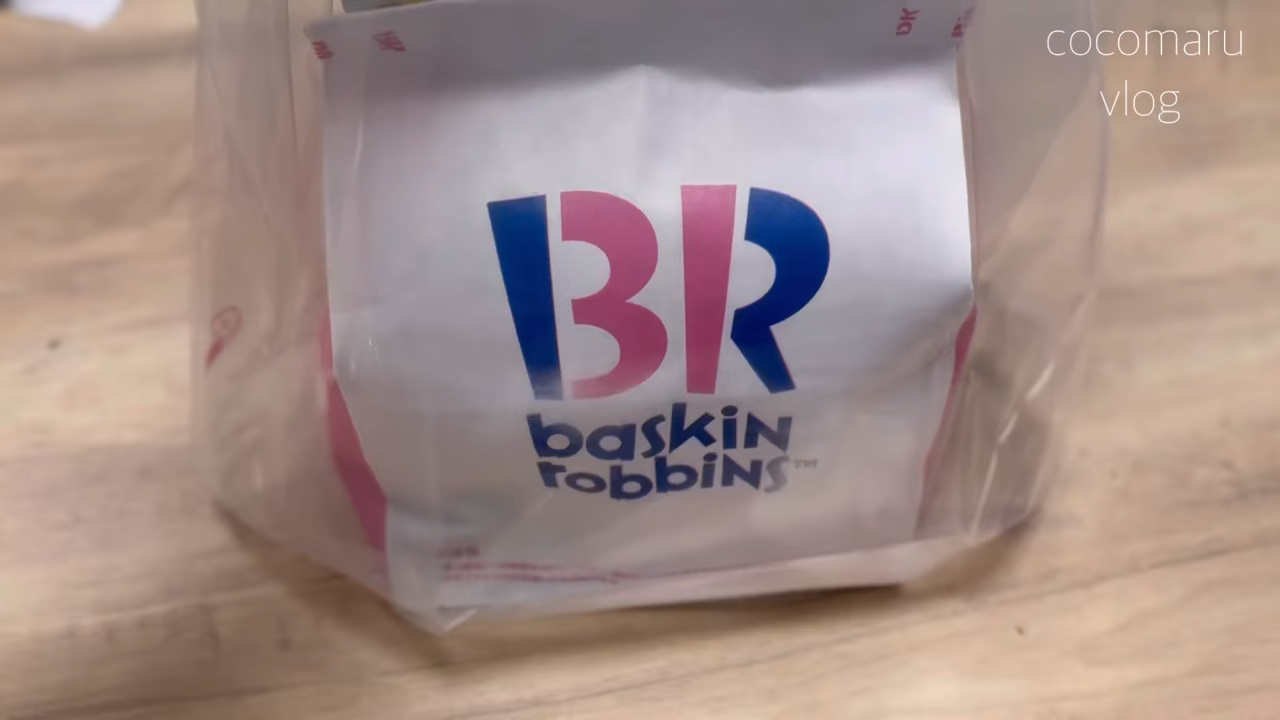 cocomaru
vlog
BR
baskin
robbins™